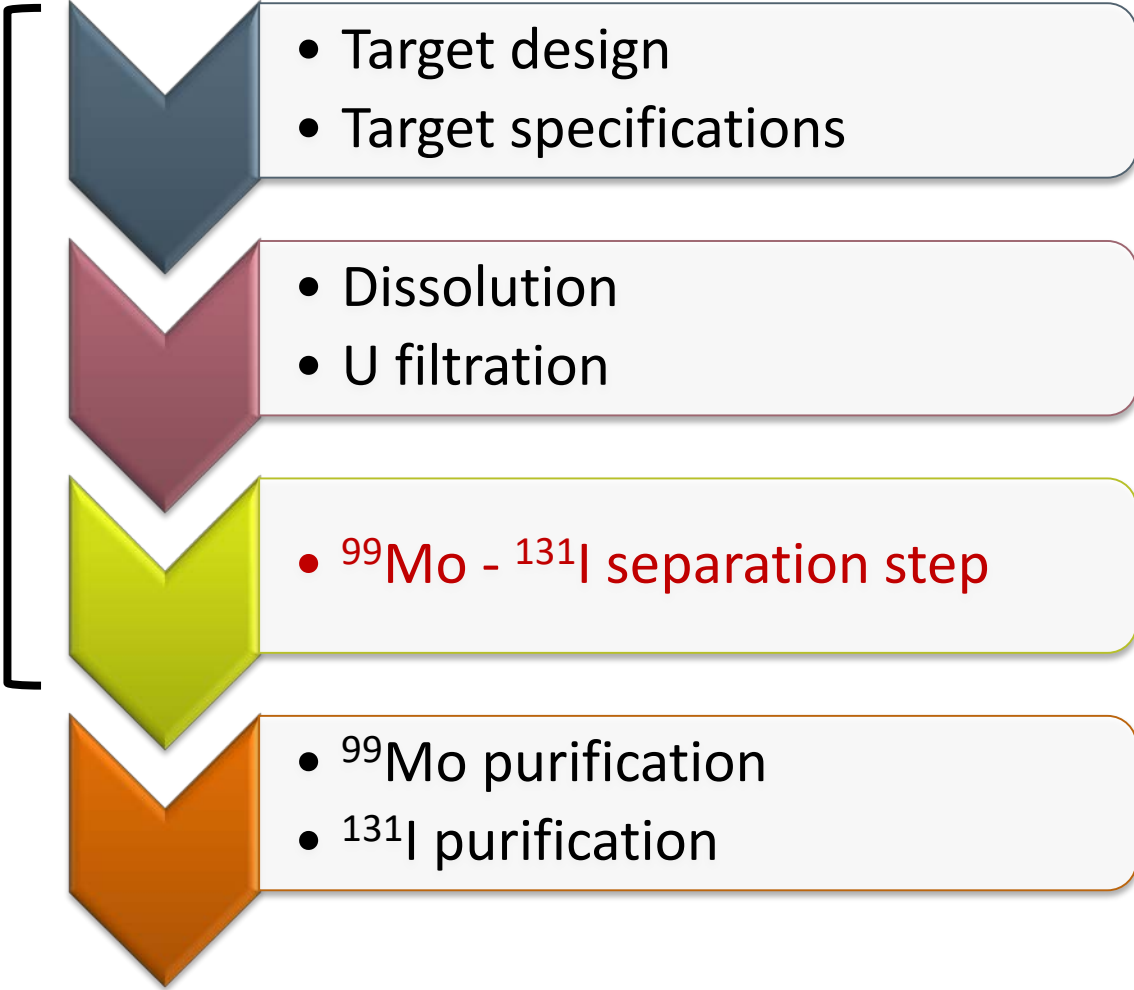 • Target design
• Target specifications
• Dissolution
• U filtration
• ⁹⁹Mo - ¹³¹I separation step
• ⁹⁹Mo purification
• ¹³¹I purification